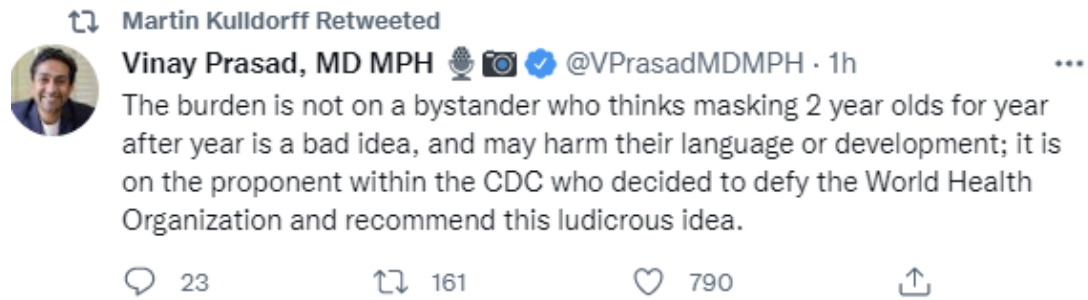 Martin Kulldorff Retweeted
Vinay Prasad, MD MPH 🎙️📷 @VPrasadMDMPH · 1h
The burden is not on a bystander who thinks masking 2 year olds for year
after year is a bad idea, and may harm their language or development; it is
on the proponent within the CDC who decided to defy the World Health
Organization and recommend this ludicrous idea.
23 161 790